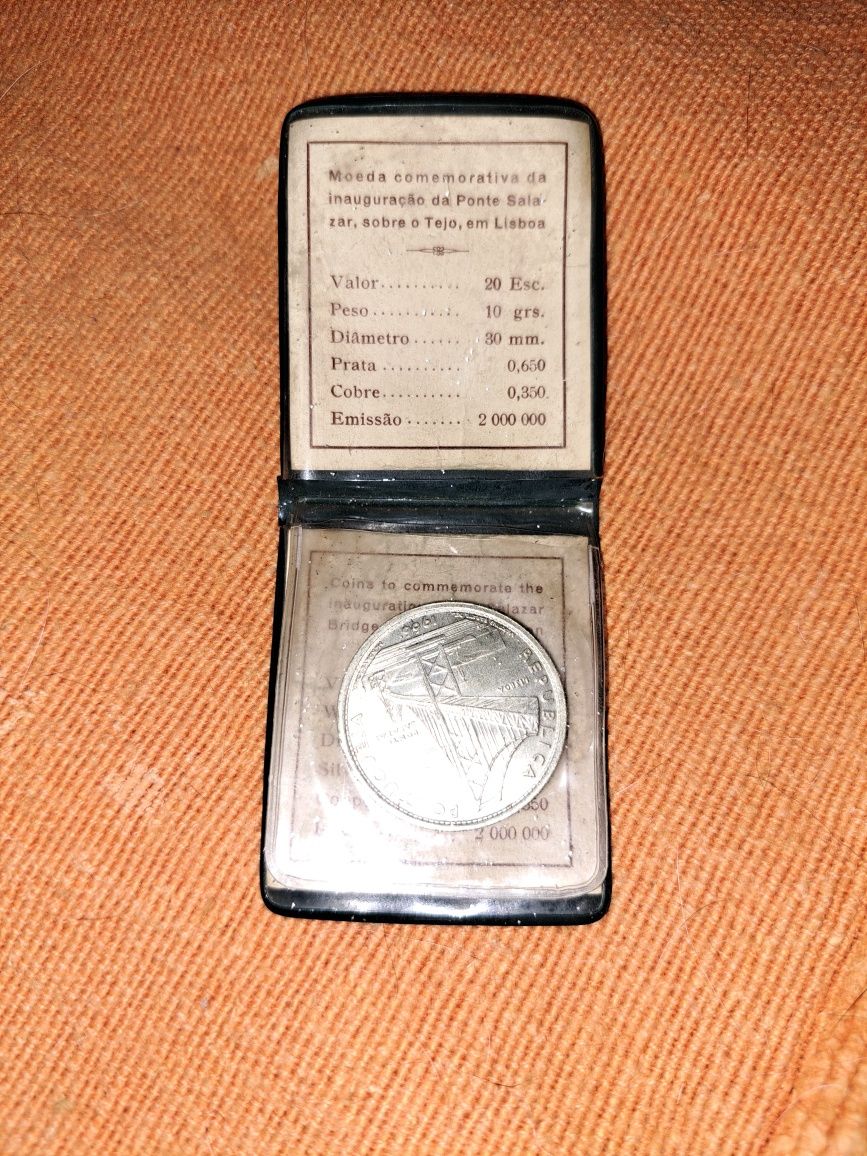 Moeda comemorativa da
inauguração da Ponte Sala-
zar, sobre o Tejo, em Lisboa
Valor.......... 20 Esc.
Peso.......... 10 grs.
Diâmetro...... 30 mm.
Prata .......... 0,650
Cobre.......... 0,350
Emissão ....... 2 000 000
Coins to commemorate the
Bridge
2 000 000
REPUBLICA
1966